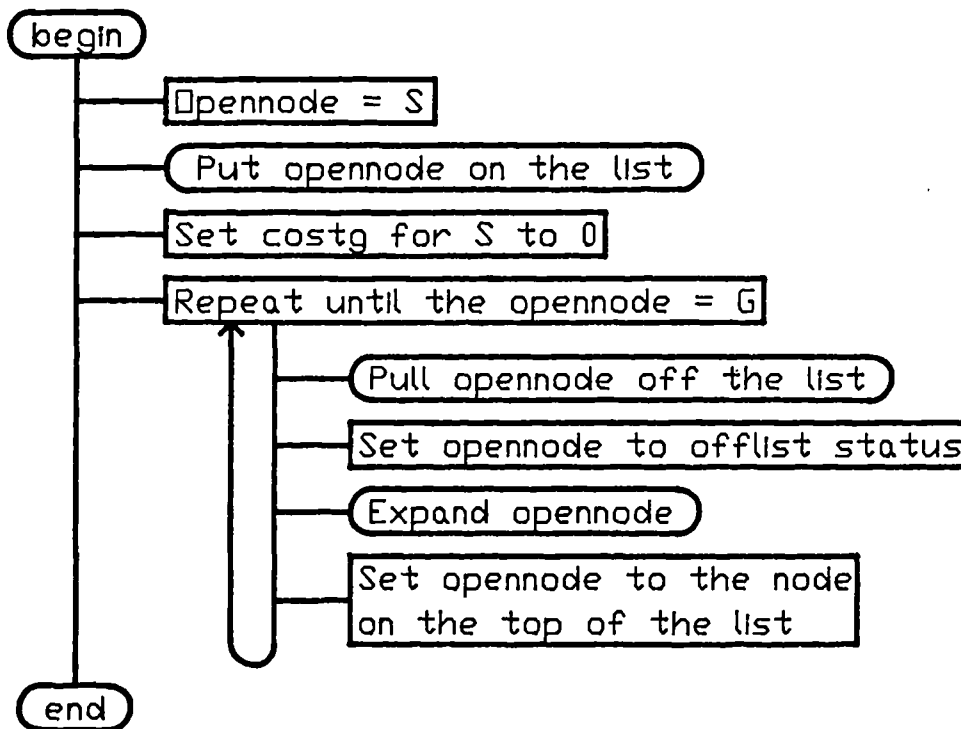 begin
Opennode = S
Put opennode on the list
Set costg for S to 0
Repeat until the opennode = G
Pull opennode off the list
Set opennode to offlist status
Expand opennode
Set opennode to the node
on the top of the list
end